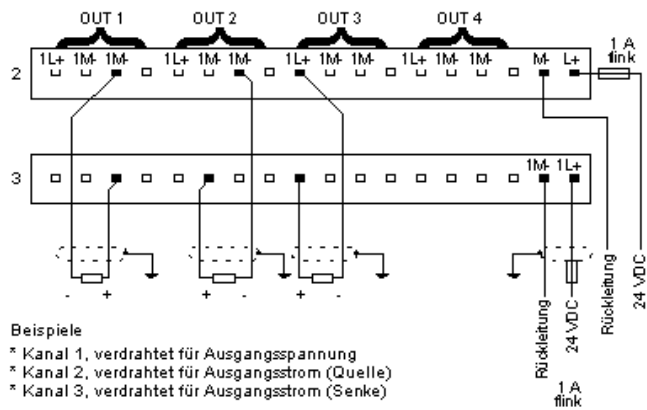 OUT 1 OUT 2 OUT 3 OUT 4
1 A
flink
1L+ 1M- 1M- 1L+ 1M- 1M- 1L+ 1M- 1M- 1L+ 1M- 1M- M- L+
2
1M- 1L+
3
- + + - + -
Rückleitung
24 VDC
Rückleitung
24 VDC
1 A
flink
Beispiele
* Kanal 1, verdrahtet für Ausgangsspannung
* Kanal 2, verdrahtet für Ausgangsstrom (Quelle)
* Kanal 3, verdrahtet für Ausgangsstrom (Senke)